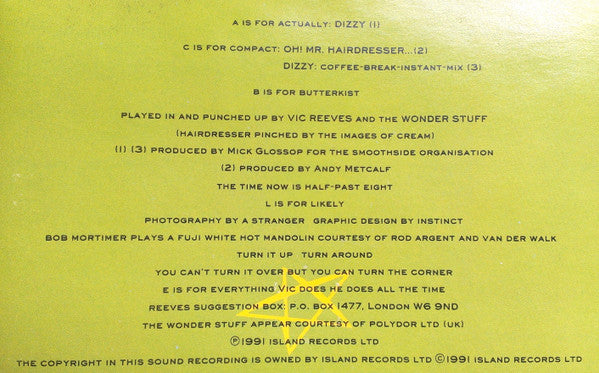 A IS FOR ACTUALLY: DIZZY (1)
C IS FOR COMPACT: OH! MR. HAIRDRESSER...(2)
DIZZY: COFFEE-BREAK-INSTANT-MIX (3)
B IS FOR BUTTERKIST
PLAYED IN AND PUNCHED UP BY VIC REEVES AND THE WONDER STUFF
(HAIRDRESSER PINCHED BY THE IMAGES OF CREAM)
(1) (3) PRODUCED BY MICK GLOSSOP FOR THE SMOOTHSIDE ORGANISATION
(2) PRODUCED BY ANDY METCALF
THE TIME NOW IS HALF-PAST EIGHT
L IS FOR LIKELY
PHOTOGRAPHY BY A STRANGER GRAPHIC DESIGN BY INSTINCT
BOB MORTIMER PLAYS A FUJI WHITE HOT MANDOLIN COURTESY OF ROD ARGENT AND VAN DER WALK
TURN IT UP TURN AROUND
YOU CAN'T TURN IT OVER BUT YOU CAN TURN THE CORNER
E IS FOR EVERYTHING VIC DOES HE DOES ALL THE TIME
REEVES SUGGESTION BOX: P.O. BOX 1477, LONDON W6 9ND
THE WONDER STUFF APPEAR COURTESY OF POLYDOR LTD (UK)
℗1991 ISLAND RECORDS LTD
THE COPYRIGHT IN THIS SOUND RECORDING IS OWNED BY ISLAND RECORDS LTD ©1991 ISLAND RECORDS LTD